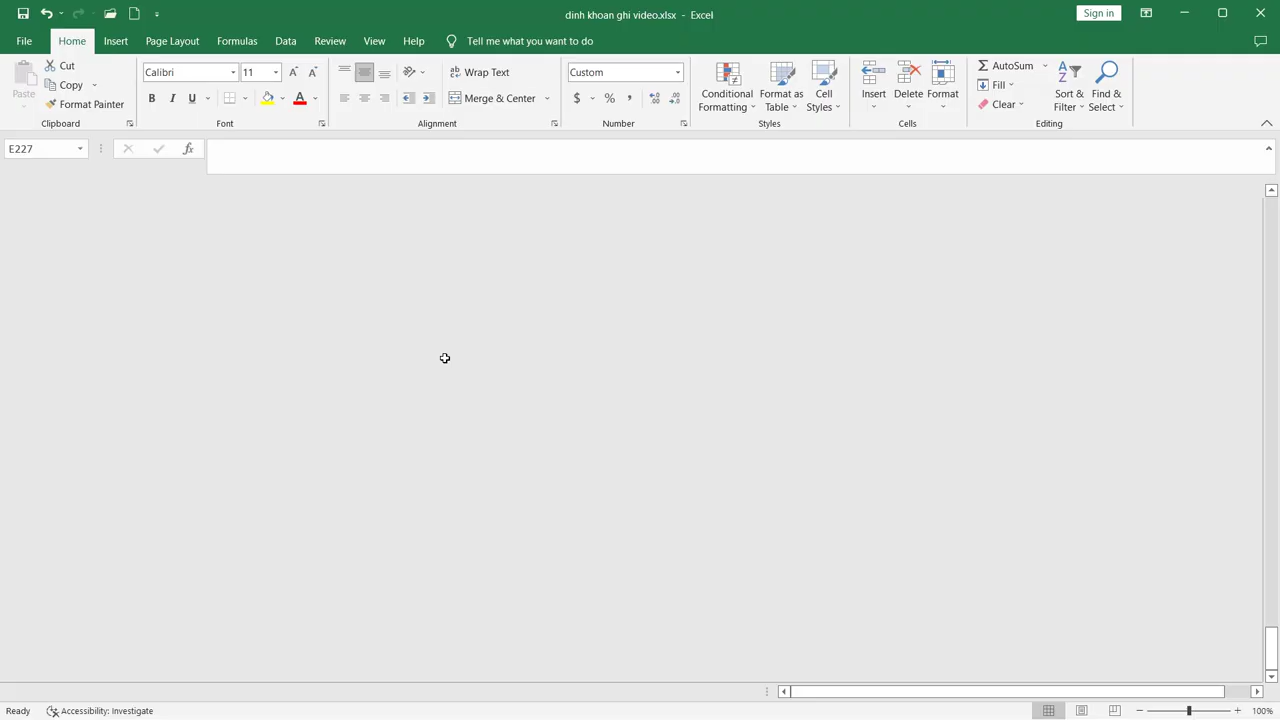 dinh khoan ghi video.xlsx - Excel
Sign in
File Home Insert Page Layout Formulas Data Review View Help Tell me what you want to do
Paste
Cut
Copy
Format Painter
Clipboard
Calibri 11
B I U
Font
Wrap Text
Merge & Center
Alignment
Custom
$ % ,
Number
Conditional Formatting
Format as Table
Cell Styles
Styles
Insert
Delete
Format
Cells
AutoSum
Fill
Clear
Sort & Filter
Find & Select
Editing
E227
fx
Ready
Accessibility: Investigate
100%